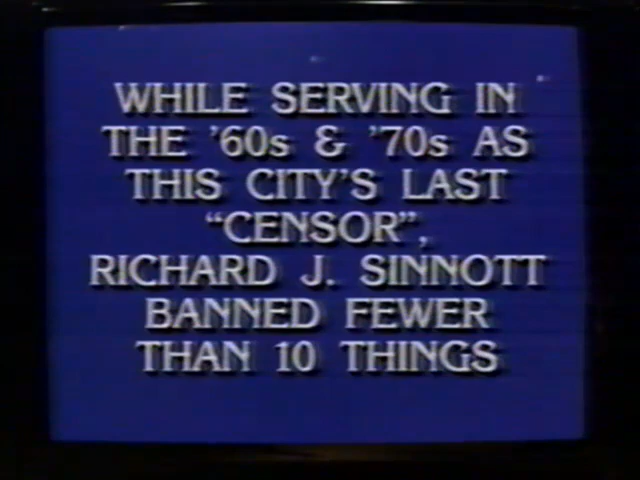 WHILE SERVING IN
THE '60s & '70s AS
THIS CITY'S LAST
"CENSOR",
RICHARD J. SINNOTT
BANNED FEWER
THAN 10 THINGS